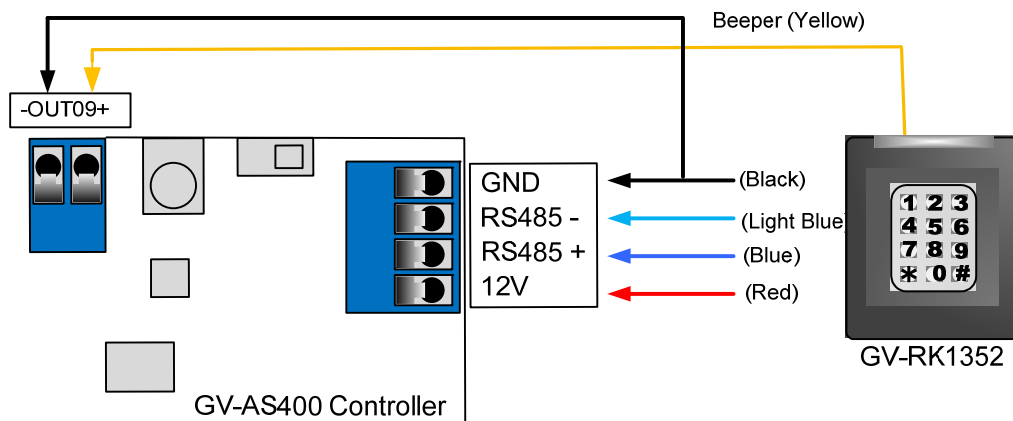 Beeper (Yellow)
-OUT09+
GND
(Black)
RS485 -
(Light Blue)
RS485 +
(Blue)
12V
(Red)
1 2 3
4 5 6
7 8 9
* 0 #
GV-RK1352
GV-AS400 Controller